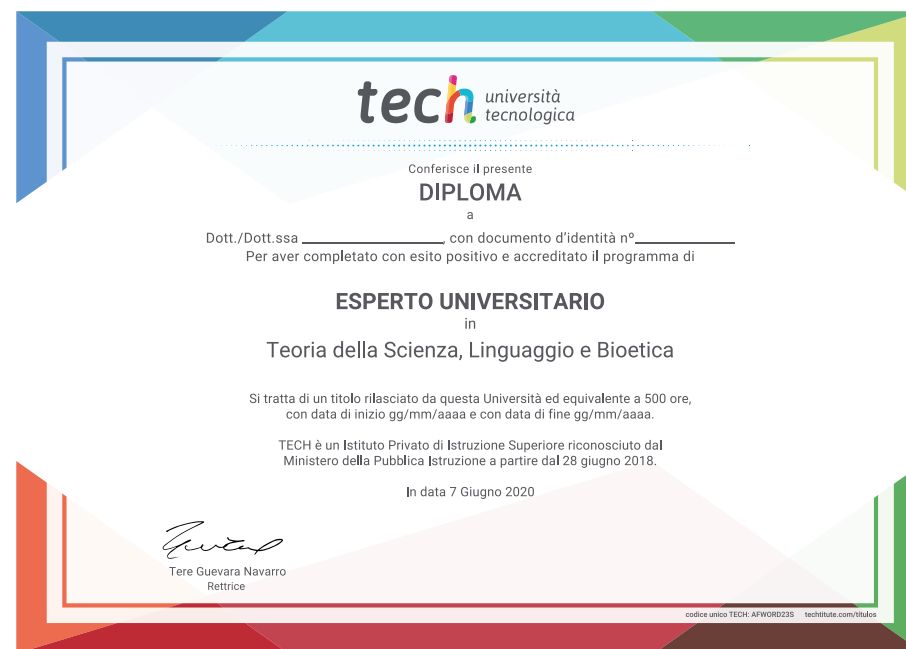 tech università
tecnologica
Conferisce il presente
DIPLOMA
a
Dott./Dott.ssa ____________________, con documento d'identità nº______________
Per aver completato con esito positivo e accreditato il programma di
ESPERTO UNIVERSITARIO
in
Teoria della Scienza, Linguaggio e Bioetica
Si tratta di un titolo rilasciato da questa Università ed equivalente a 500 ore,
con data di inizio gg/mm/aaaa e con data di fine gg/mm/aaaa.
TECH è un Istituto Privato di Istruzione Superiore riconosciuto dal
Ministero della Pubblica Istruzione a partire dal 28 giugno 2018.
In data 7 Giugno 2020
Tere Guevara Navarro
Rettrice
codice unico TECH: AFWORD23S techtitute.com/titulos